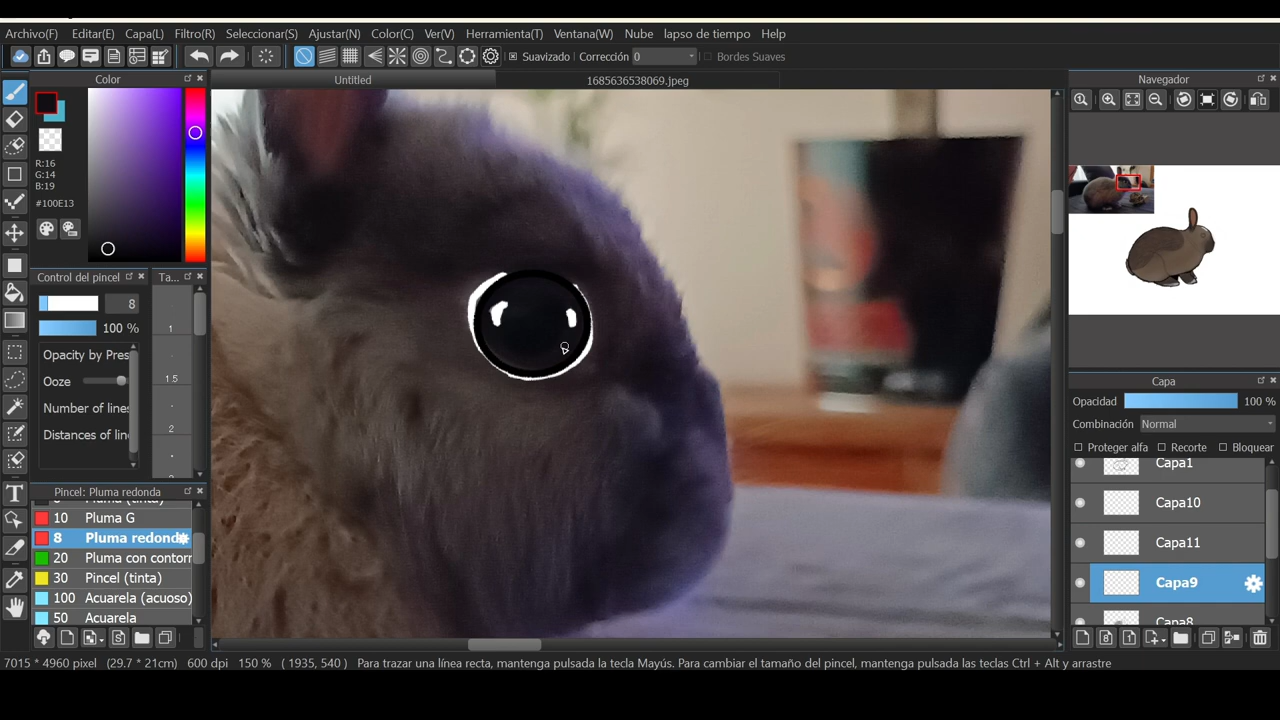 Archivo(F) Editar(E) Capa(L) Filtro(R) Seleccionar(S) Ajustar(N) Color(C) Ver(V) Herramienta(T) Ventana(W) Nube lapso de tiempo Help
Suavizado Corrección 0 Bordes Suaves
Color
Untitled
1685636538069.jpeg
Navegador
R:16
G:14
B:19
#100E13
Control del pincel
Ta...
8
100 %
1
Opacity by Pres
Ooze
1.5
Number of lines
2
Distances of line
Pincel: Pluma redonda
Pluma (tinta)
10 Pluma G
8 Pluma redonda
20 Pluma con contorn
30 Pincel (tinta)
100 Acuarela (acuoso)
50 Acuarela
Capa
Opacidad 100 %
Combinación Normal
Proteger alfa Recorte Bloquear
Capa1
Capa10
Capa11
Capa9
Capa8
7015 * 4960 pixel (29.7 * 21cm) 600 dpi 150 % ( 1935, 540 ) Para trazar una línea recta, mantenga pulsada la tecla Mayús. Para cambiar el tamaño del pincel, mantenga pulsada las teclas Ctrl + Alt y arrastre